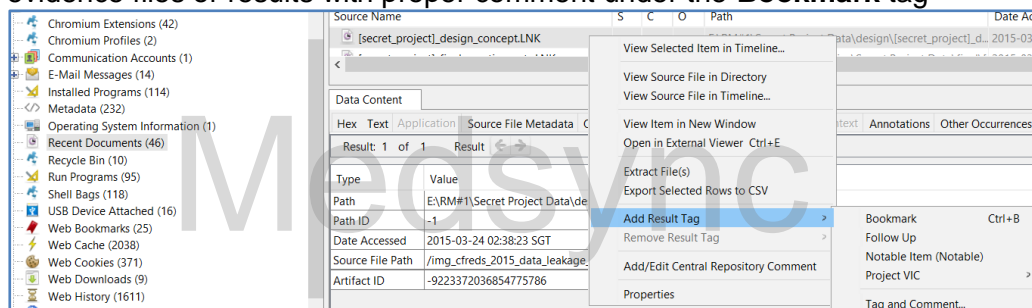 evidence files or results with proper comment under the Bookmark tag
Chromium Extensions (42)
Chromium Profiles (2)
Communication Accounts (1)
E-Mail Messages (14)
Installed Programs (114)
Metadata (232)
Operating System Information (1)
Recent Documents (46)
Recycle Bin (10)
Run Programs (95)
Shell Bags (118)
USB Device Attached (16)
Web Bookmarks (25)
Web Cache (2038)
Web Cookies (371)
Web Downloads (9)
Web History (1611)
Source Name S C O Path Date Ac
[secret_project]_design_concept.LNK Data\design\[secret_project]_d... 2015-03
Data Content
Hex Text Application Source File Metadata text Annotations Other Occurrences
Result: 1 of 1 Result
Type Value
Path E:\RM#1\Secret Project Data\de
Path ID -1
Date Accessed 2015-03-24 02:38:23 SGT
Source File Path /img_cfreds_2015_data_leakage_
Artifact ID -9223372036854775786
View Selected Item in Timeline...
View Source File in Directory
View Source File in Timeline...
View Item in New Window
Open in External Viewer Ctrl+E
Extract File(s)
Export Selected Rows to CSV
Add Result Tag
Remove Result Tag
Add/Edit Central Repository Comment
Properties
Bookmark Ctrl+B
Follow Up
Notable Item (Notable)
Project VIC
Tag and Comment...
Medsync